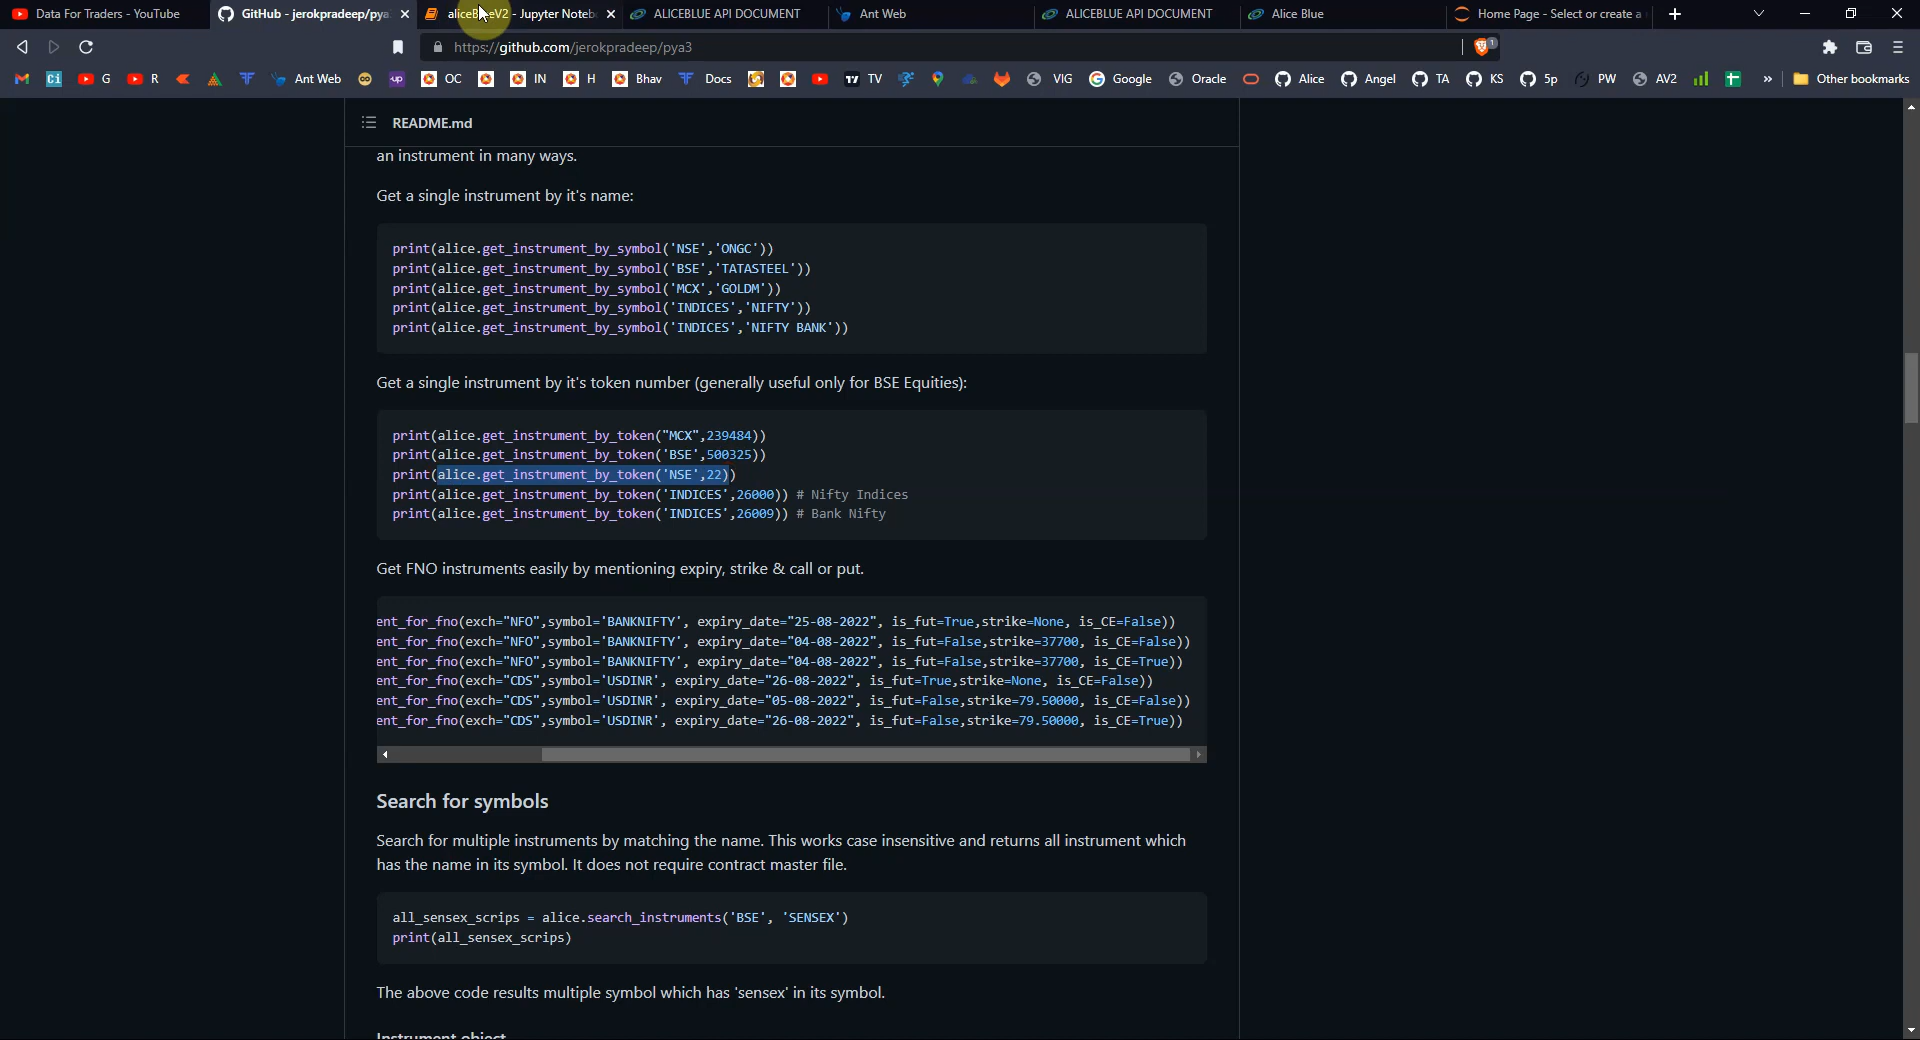 Data For Traders - YouTube
GitHub - jerokpradeep/pya
- Jupyter Noteb
ALICEBLUE API DOCUMENT
Ant Web
ALICEBLUE API DOCUMENT
Alice Blue
Home Page - Select or create a
https://github.com/jerokpradeep/pya3
1
Ci
G
R
Ant Web
up
OC
IN
H
Bhav
Docs
TV
VIG
Google
Oracle
Alice
Angel
TA
KS
5p
PW
AV2
»
Other bookmarks
README.md
an instrument in many ways.
Get a single instrument by it's name:
print(alice.get_instrument_by_symbol('NSE','ONGC'))
print(alice.get_instrument_by_symbol('BSE','TATASTEEL'))
print(alice.get_instrument_by_symbol('MCX','GOLDM'))
print(alice.get_instrument_by_symbol('INDICES','NIFTY'))
print(alice.get_instrument_by_symbol('INDICES','NIFTY BANK'))
Get a single instrument by it's token number (generally useful only for BSE Equities):
print(alice.get_instrument_by_token("MCX",239484))
print(alice.get_instrument_by_token('BSE',500325))
print(alice.get_instrument_by_token('NSE',22))
print(alice.get_instrument_by_token('INDICES',26000)) # Nifty Indices
print(alice.get_instrument_by_token('INDICES',26009)) # Bank Nifty
Get FNO instruments easily by mentioning expiry, strike & call or put.
ent_for_fno(exch="NFO",symbol='BANKNIFTY', expiry_date="25-08-2022", is_fut=True,strike=None, is_CE=False))
ent_for_fno(exch="NFO",symbol='BANKNIFTY', expiry_date="04-08-2022", is_fut=False,strike=37700, is_CE=False))
ent_for_fno(exch="NFO",symbol='BANKNIFTY', expiry_date="04-08-2022", is_fut=False,strike=37700, is_CE=True))
ent_for_fno(exch="CDS",symbol='USDINR', expiry_date="26-08-2022", is_fut=True,strike=None, is_CE=False))
ent_for_fno(exch="CDS",symbol='USDINR', expiry_date="05-08-2022", is_fut=False,strike=79.50000, is_CE=False))
ent_for_fno(exch="CDS",symbol='USDINR', expiry_date="26-08-2022", is_fut=False,strike=79.50000, is_CE=True))
Search for symbols
Search for multiple instruments by matching the name. This works case insensitive and returns all instrument which
has the name in its symbol. It does not require contract master file.
all_sensex_scrips = alice.search_instruments('BSE', 'SENSEX')
print(all_sensex_scrips)
The above code results multiple symbol which has 'sensex' in its symbol.
Instrument object